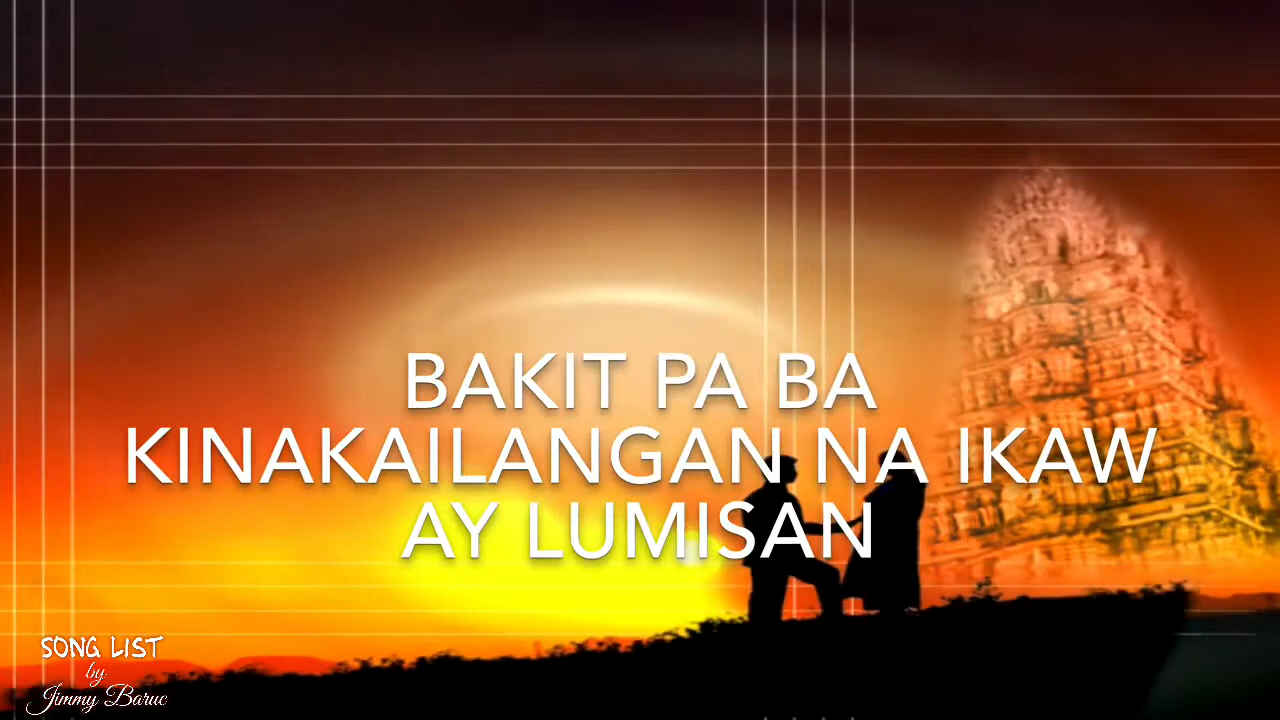 BAKIT PA BA
KINAKAILANGAN NA IKAW
AY LUMISAN
SONG LIST
by
Jimmy Baruc